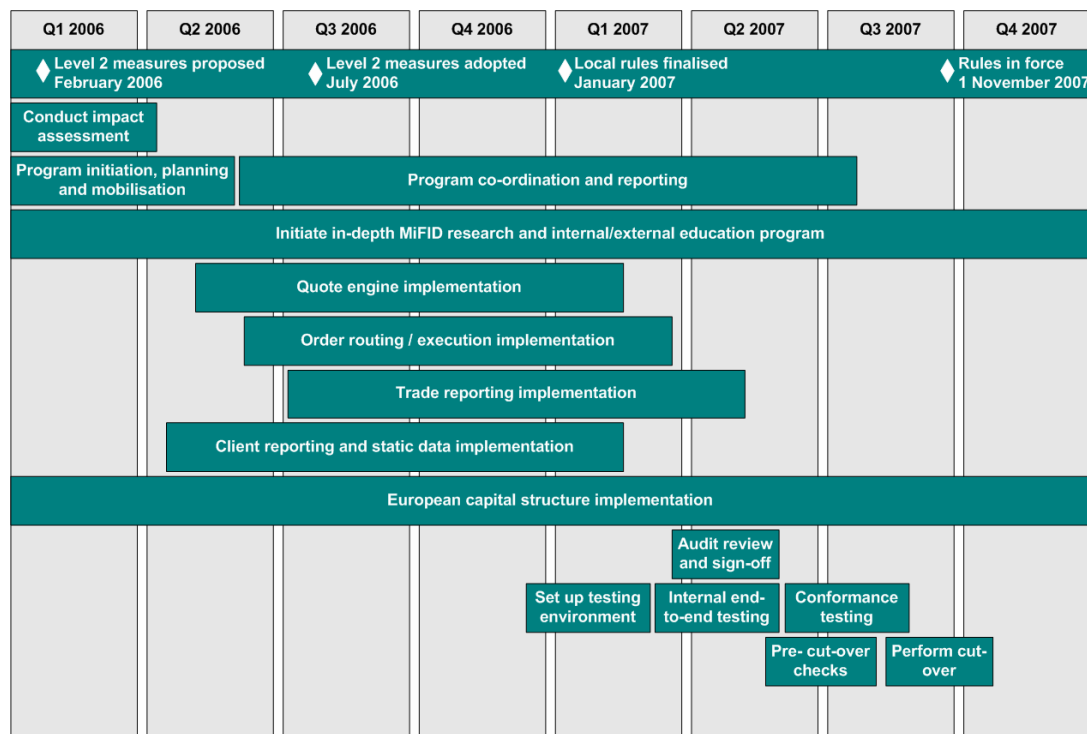 Q1 2006
Q2 2006
Q3 2006
Q4 2006
Q1 2007
Q2 2007
Q3 2007
Q4 2007
Level 2 measures proposed
February 2006
Level 2 measures adopted
July 2006
Local rules finalised
January 2007
Rules in force
1 November 2007
Conduct impact
assessment
Program initiation, planning
and mobilisation
Program co-ordination and reporting
Initiate in-depth MiFID research and internal/external education program
Quote engine implementation
Order routing / execution implementation
Trade reporting implementation
Client reporting and static data implementation
European capital structure implementation
Audit review
and sign-off
Set up testing
environment
Internal end-
to-end testing
Conformance
testing
Pre- cut-over
checks
Perform cut-
over